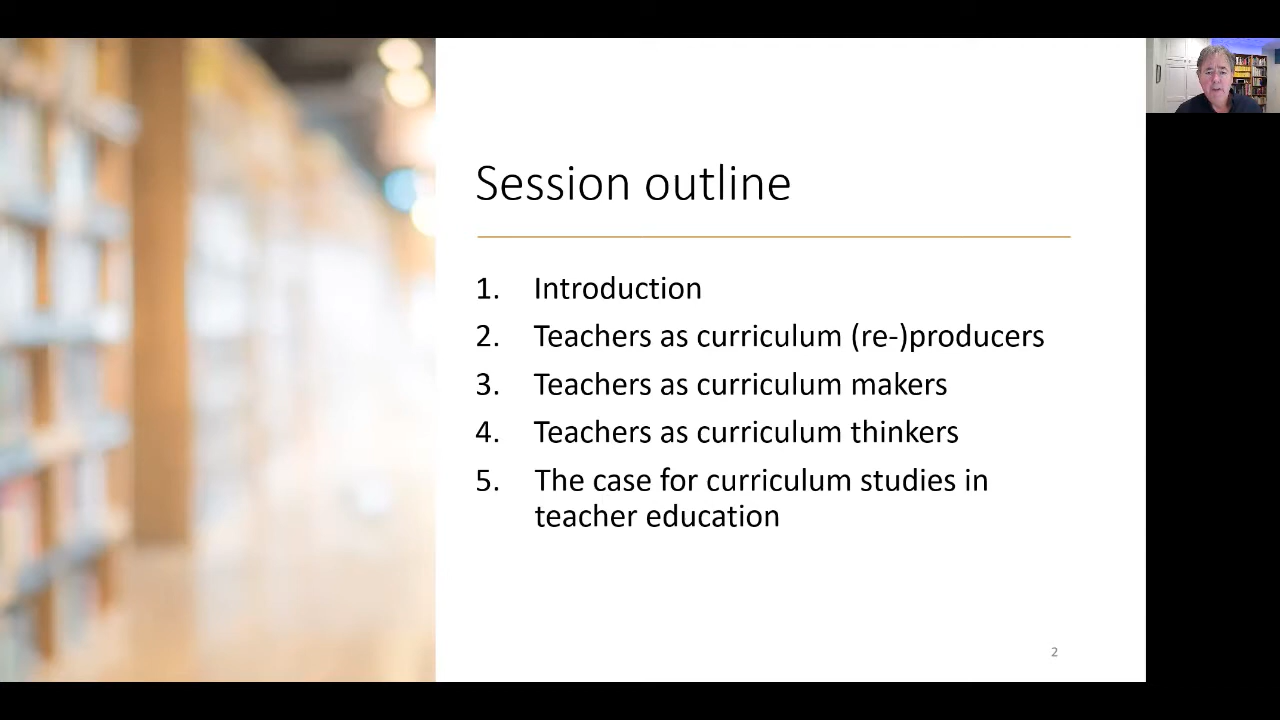 Session outline
1. Introduction
2. Teachers as curriculum (re-)producers
3. Teachers as curriculum makers
4. Teachers as curriculum thinkers
5. The case for curriculum studies in
teacher education
2